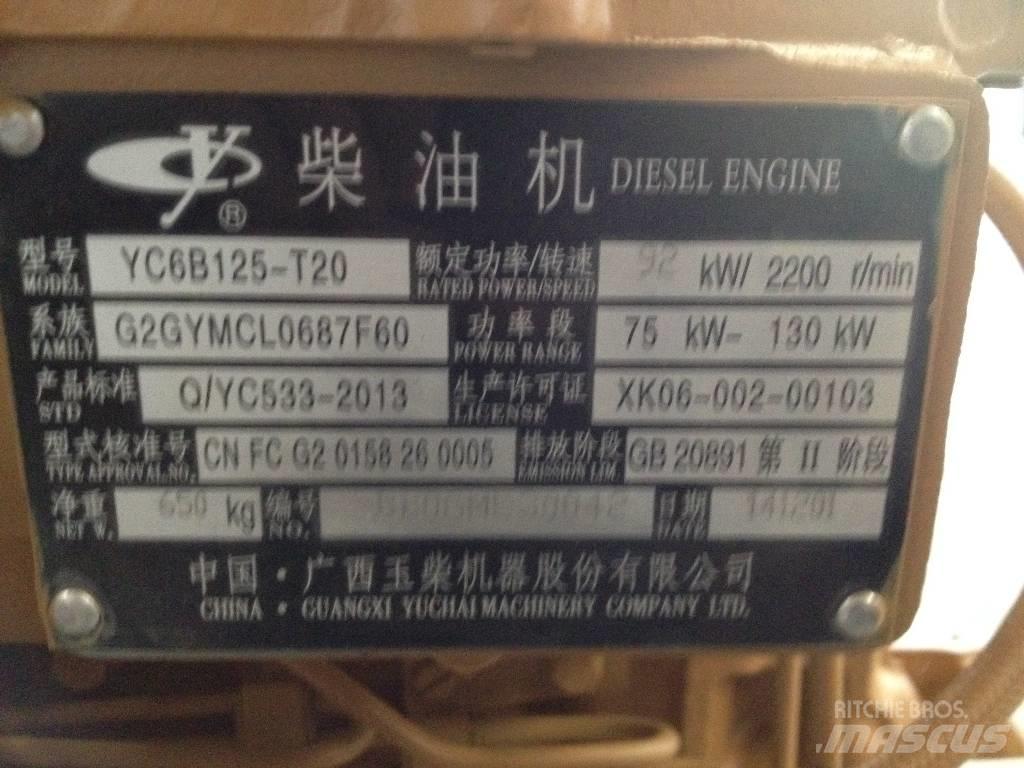 柴油机 DIESEL ENGINE
®
型号 MODEL YC6B125-T20 额定功率/转速 RATED POWER/SPEED 92 kW/ 2200 r/min
系族 FAMILY G2GYMCL0687F60 功率段 POWER RANGE 75 kW- 130 kW
产品标准 STD Q/YC533-2013 生产许可证 LICENSE XK06-002-00103
型式核准号 TYPE APPROVAL.NO. CN FC G2 0158 26 0005 排放阶段 EMISSION LIM. GB 20891 第 II 阶段
净重 NET W. 650 kg 编号 NO. 日期 DATE 141201
中国·广西玉柴机器股份有限公司
CHINA · GUANGXI YUCHAI MACHINERY COMPANY LTD.
RITCHIE BROS.
MASCUS